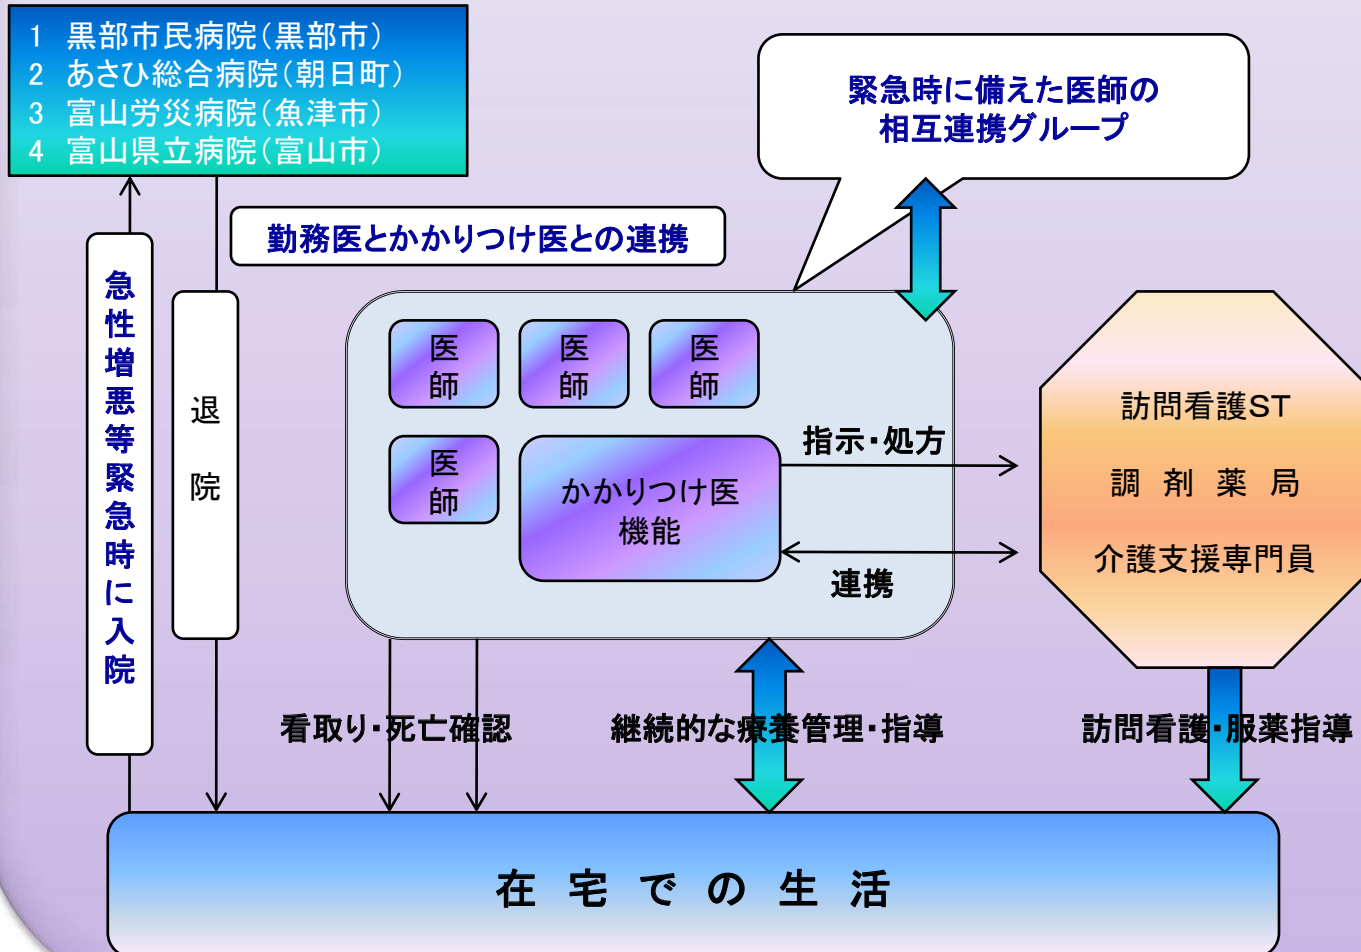 1 黒部市民病院(黒部市)
2 あさひ総合病院(朝日町)
3 富山労災病院(魚津市)
4 富山県立病院(富山市)
緊急時に備えた医師の
相互連携グループ
勤務医とかかりつけ医との連携
急性増悪等緊急時に入院
退院
医師
医師
医師
医師
かかりつけ医
機能
指示・処方
連携
訪問看護ST
調剤薬局
介護支援専門員
看取り・死亡確認
継続的な療養管理・指導
訪問看護・服薬指導
在宅での生活